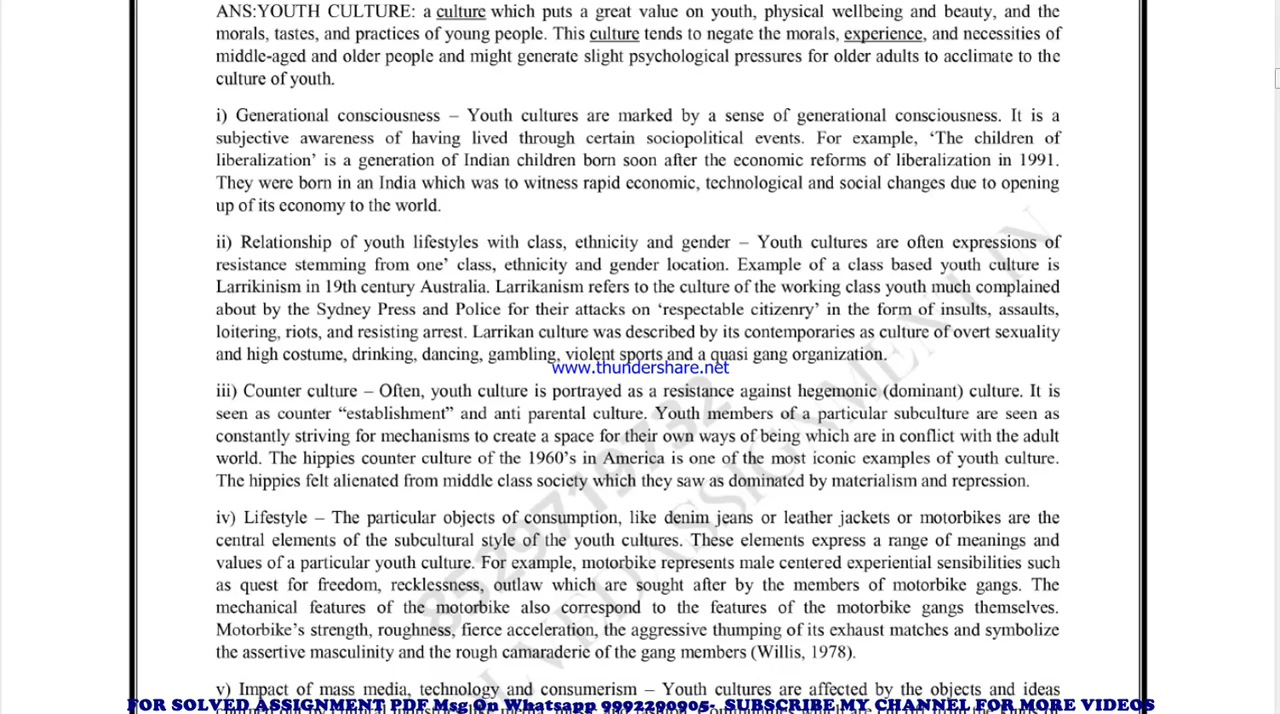 ANS:YOUTH CULTURE: a culture which puts a great value on youth, physical wellbeing and beauty, and the
morals, tastes, and practices of young people. This culture tends to negate the morals, experience, and necessities of
middle-aged and older people and might generate slight psychological pressures for older adults to acclimate to the
culture of youth.
i) Generational consciousness – Youth cultures are marked by a sense of generational consciousness. It is a
subjective awareness of having lived through certain sociopolitical events. For example, ‘The children of
liberalization’ is a generation of Indian children born soon after the economic reforms of liberalization in 1991.
They were born in an India which was to witness rapid economic, technological and social changes due to opening
up of its economy to the world.
ii) Relationship of youth lifestyles with class, ethnicity and gender – Youth cultures are often expressions of
resistance stemming from one’ class, ethnicity and gender location. Example of a class based youth culture is
Larrikinism in 19th century Australia. Larrikanism refers to the culture of the working class youth much complained
about by the Sydney Press and Police for their attacks on ‘respectable citizenry’ in the form of insults, assaults,
loitering, riots, and resisting arrest. Larrikan culture was described by its contemporaries as culture of overt sexuality
and high costume, drinking, dancing, gambling, violent sports and a quasi gang organization.
www.thundershare.net
iii) Counter culture – Often, youth culture is portrayed as a resistance against hegemonic (dominant) culture. It is
seen as counter “establishment” and anti parental culture. Youth members of a particular subculture are seen as
constantly striving for mechanisms to create a space for their own ways of being which are in conflict with the adult
world. The hippies counter culture of the 1960’s in America is one of the most iconic examples of youth culture.
The hippies felt alienated from middle class society which they saw as dominated by materialism and repression.
iv) Lifestyle – The particular objects of consumption, like denim jeans or leather jackets or motorbikes are the
central elements of the subcultural style of the youth cultures. These elements express a range of meanings and
values of a particular youth culture. For example, motorbike represents male centered experiential sensibilities such
as quest for freedom, recklessness, outlaw which are sought after by the members of motorbike gangs. The
mechanical features of the motorbike also correspond to the features of the motorbike gangs themselves.
Motorbike’s strength, roughness, fierce acceleration, the aggressive thumping of its exhaust matches and symbolize
the assertive masculinity and the rough camaraderie of the gang members (Willis, 1978).
v) Impact of mass media, technology and consumerism – Youth cultures are affected by the objects and ideas
FOR SOLVED ASSIGNMENT PDF Msg On Whatsapp 9992290905- SUBSCRIBE MY CHANNEL FOR MORE VIDEOS
8529719732
ASSIGNMENT